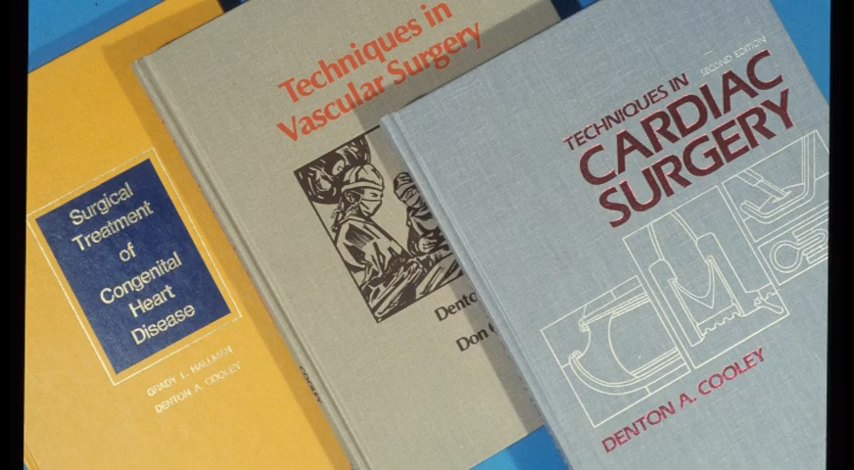 Surgical
Treatment
of
Congenital
Heart
Disease
GRADY L. HALLMAN
DENTON A. COOLEY
Techniques in
Vascular Surgery
Dento
Don
COOLEY
SECOND EDITION
TECHNIQUES IN
CARDIAC
SURGERY
DENTON A. COOLEY